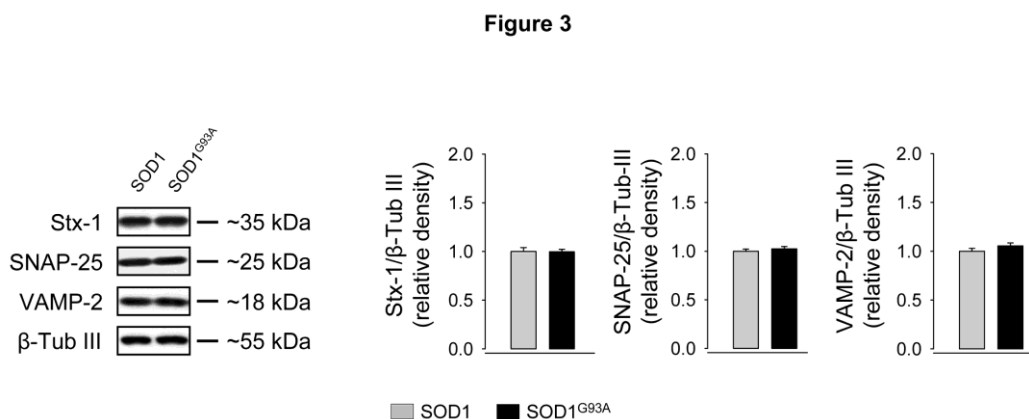 Figure 3
SOD1
SOD1G93A
Stx-1
~35 kDa
SNAP-25
~25 kDa
VAMP-2
~18 kDa
β-Tub III
~55 kDa
Stx-1/β-Tub III
(relative density)
2.0
1.5
1.0
0.5
0.0
SNAP-25/β-Tub-III
(relative density)
2.0
1.5
1.0
0.5
0.0
VAMP-2/β-Tub III
(relative density)
2.0
1.5
1.0
0.5
0.0
SOD1
SOD1G93A